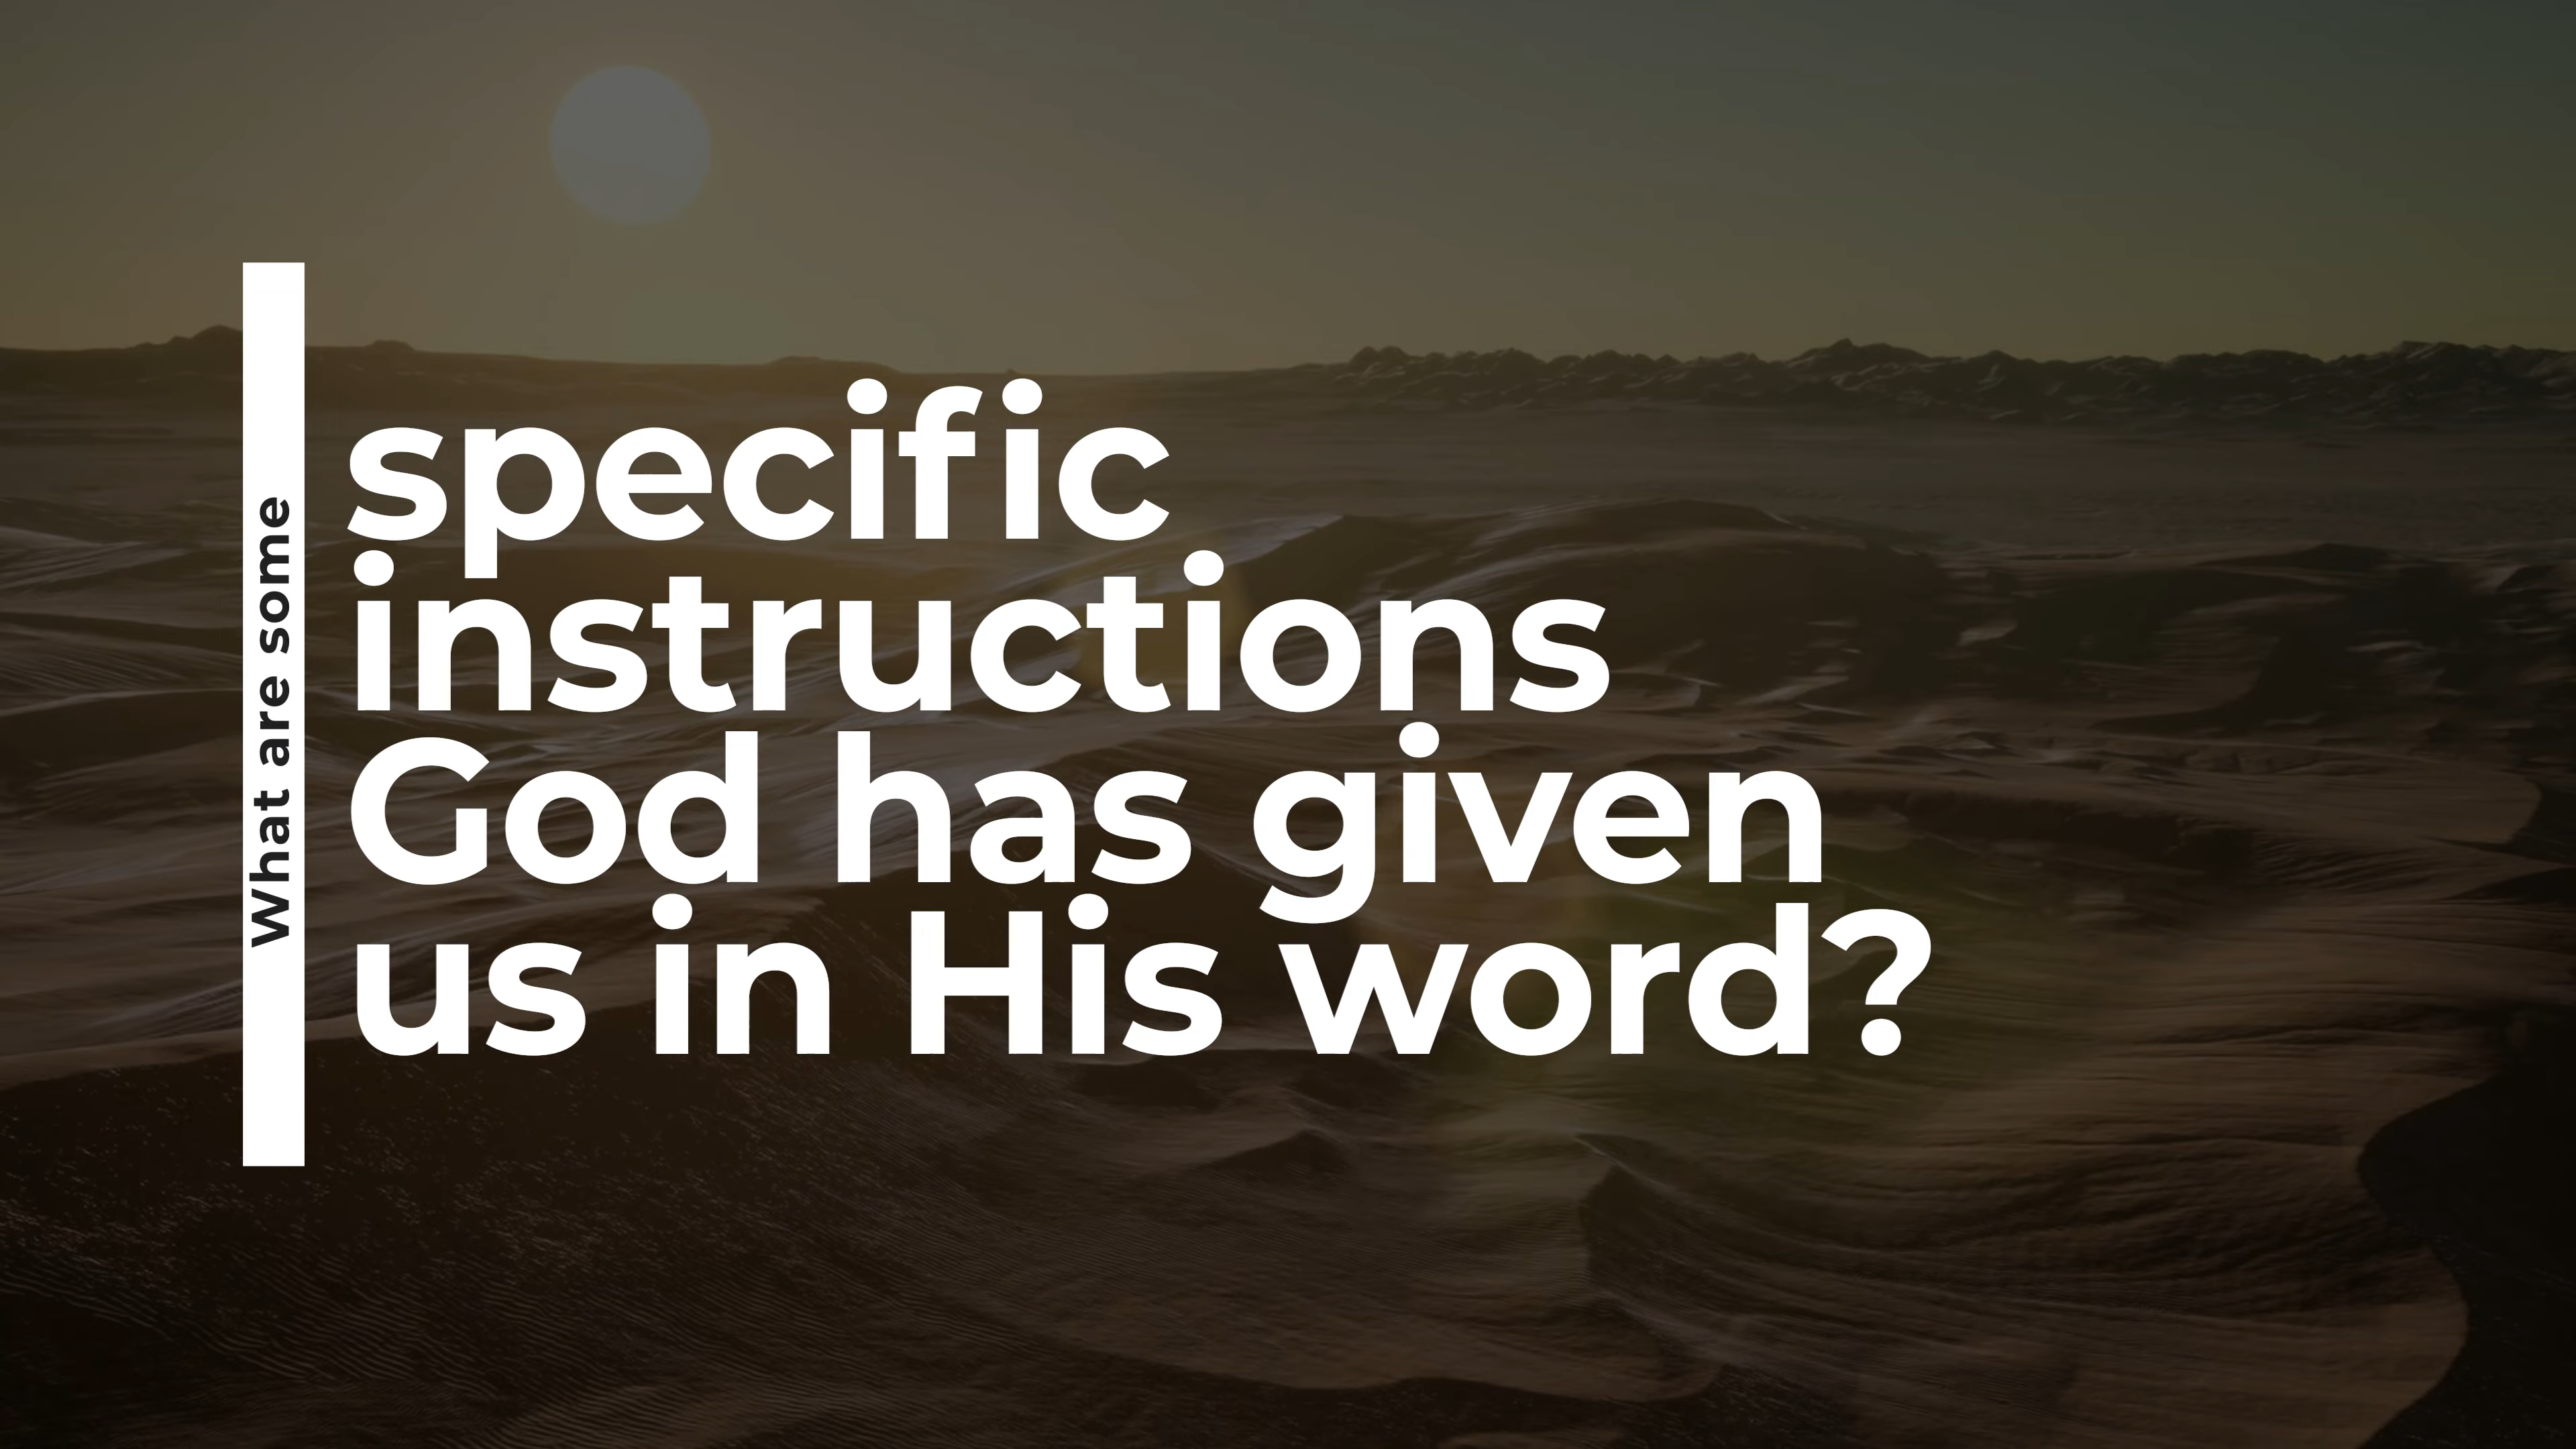 What are some
specific
instructions
God has given
us in His word?